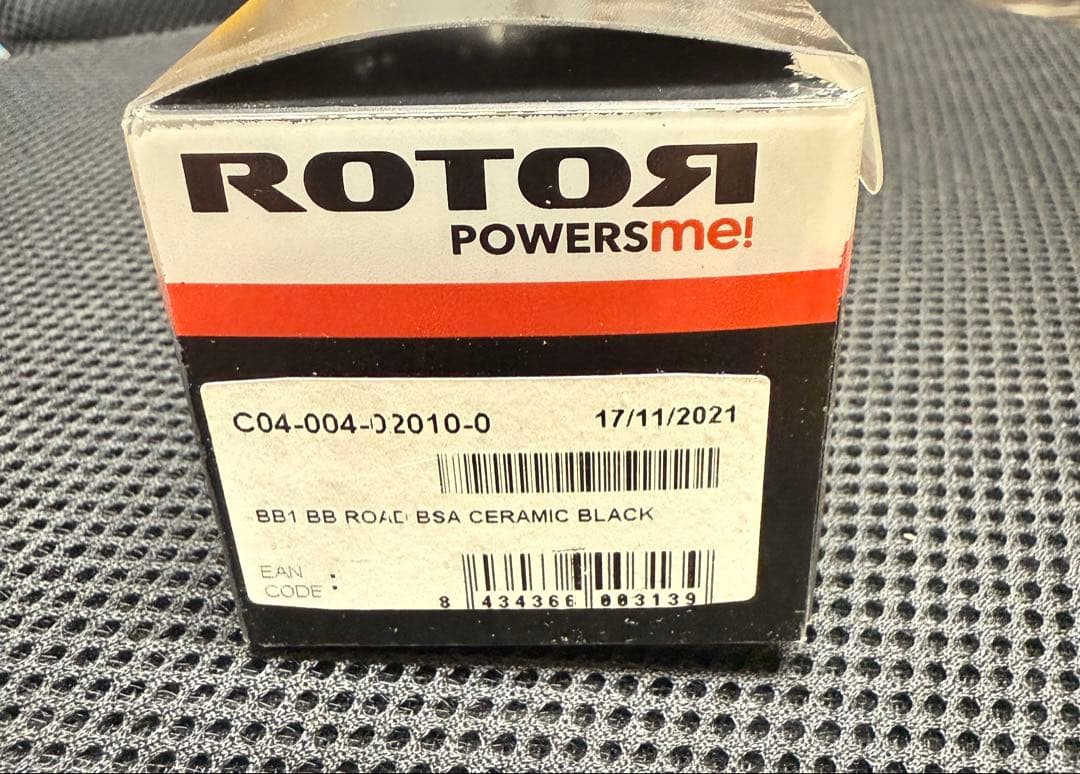 ROTOR
POWERSme!
C04-004-02010-0 17/11/2021
BB1 BB ROAD BSA CERAMIC BLACK
EAN
CODE :
8 434366 003139